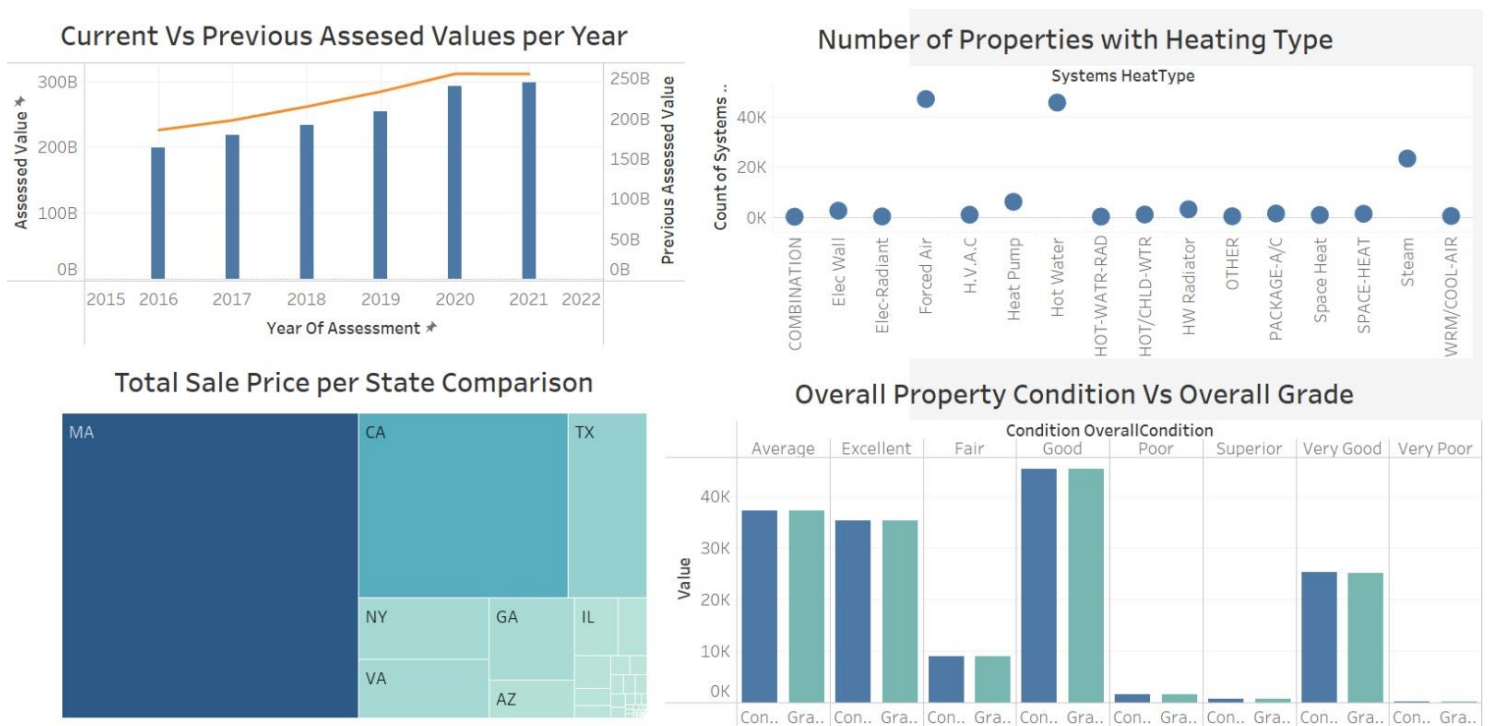 Current Vs Previous Assesed Values per Year
300B
200B
100B
0B
Assessed Value
250B
200B
150B
100B
50B
0B
Previous Assessed Value
2015 2016 2017 2018 2019 2020 2021 2022
Year Of Assessment
Number of Properties with Heating Type
Systems HeatType
Count of Systems ..
40K
20K
0K
COMBINATION
Elec Wall
Elec-Radiant
Forced Air
H.V.A.C
Heat Pump
Hot Water
HOT-WATR-RAD
HOT/CHLD-WTR
HW Radiator
OTHER
PACKAGE-A/C
Space Heat
SPACE-HEAT
Steam
WRM/COOL-AIR
Total Sale Price per State Comparison
MA
CA
TX
NY
GA
IL
VA
AZ
Overall Property Condition Vs Overall Grade
Condition OverallCondition
Average Excellent Fair Good Poor Superior Very Good Very Poor
Value
40K
30K
20K
10K
0K
Con.. Gra.. Con.. Gra.. Con.. Gra.. Con.. Gra.. Con.. Gra.. Con.. Gra.. Con.. Gra.. Con.. Gra..